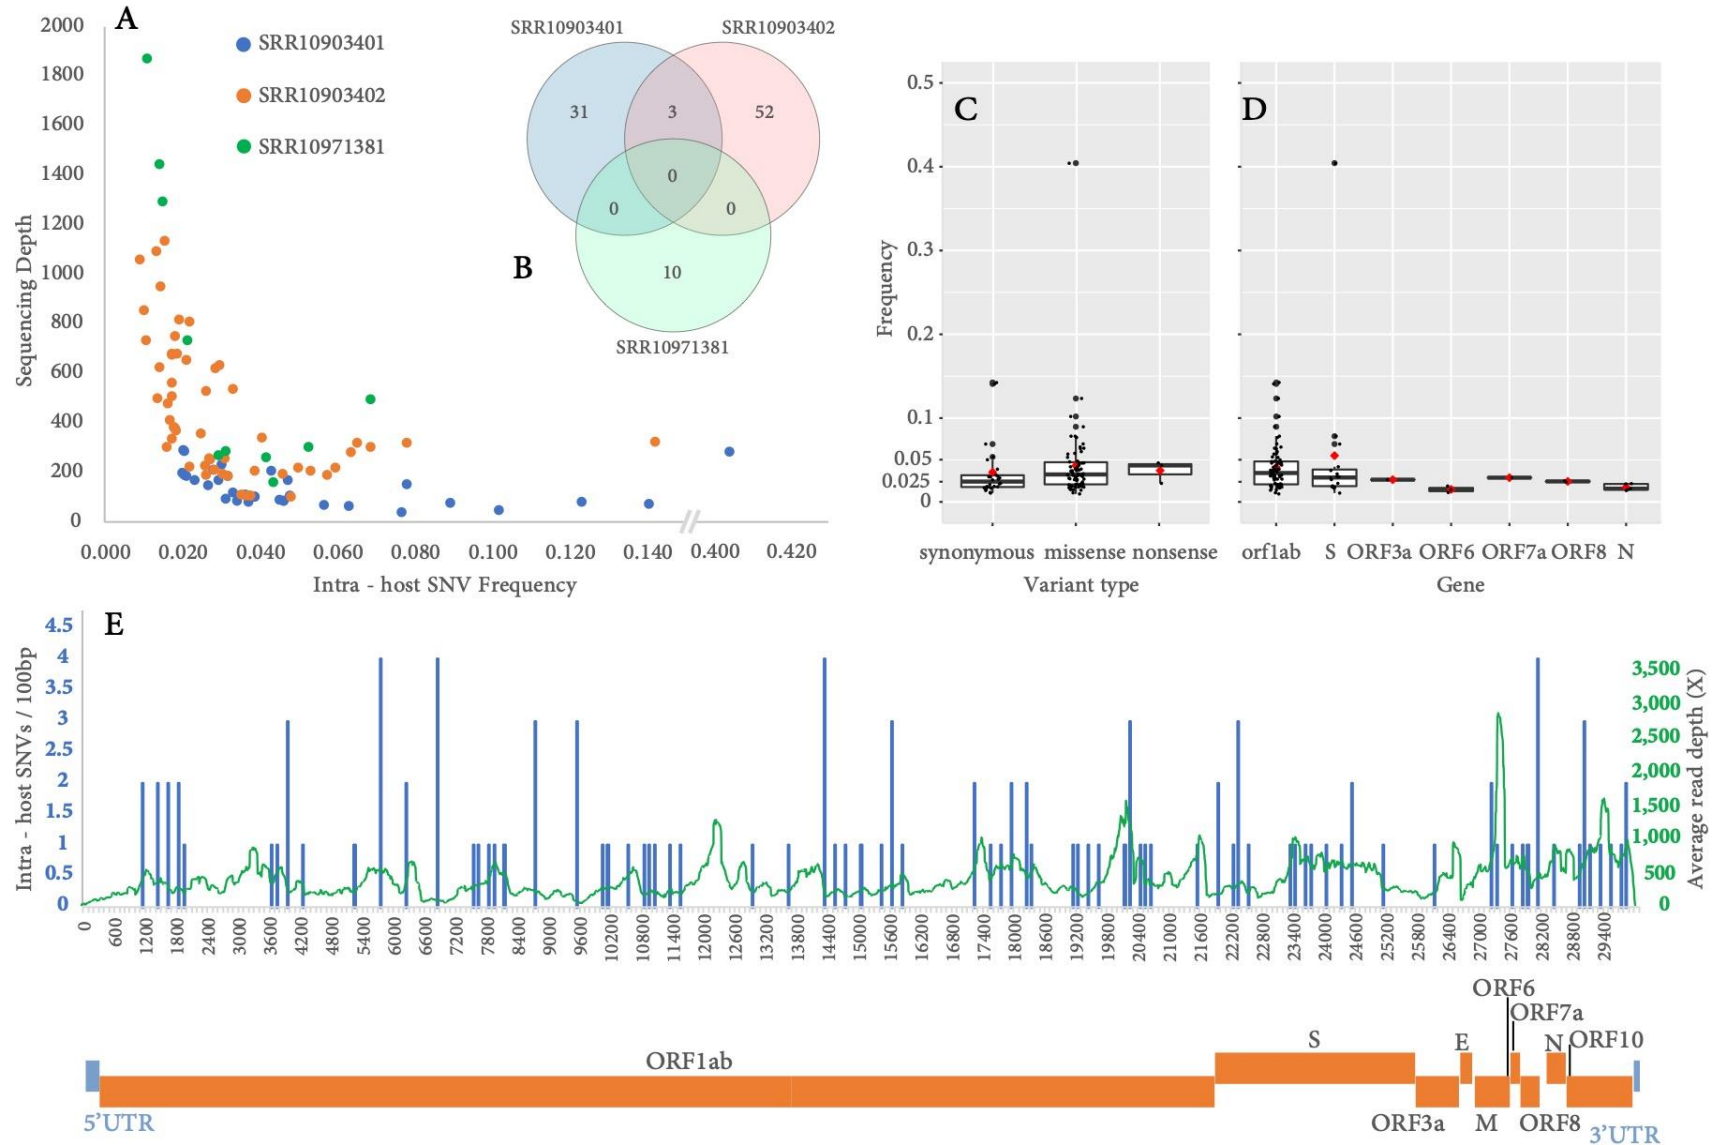 A
SRR10903401
SRR10903402
SRR10971381
2000
1800
1600
1400
1200
1000
800
600
400
200
0
Sequencing Depth
0.000 0.020 0.040 0.060 0.080 0.100 0.120 0.140 0.400 0.420
Intra - host SNV Frequency
B
SRR10903401 SRR10903402
31 3 52
0
0 0
10
SRR10971381
C
Frequency
0.5
0.4
0.3
0.2
0.1
0.05
0.025
0
synonymous missense nonsense
Variant type
D
orf1ab S ORF3a ORF6 ORF7a ORF8 N
Gene
E
Intra - host SNVs / 100bp
4.5
4
3.5
3
2.5
2
1.5
1
0.5
0
3,500
3,000
2,500
2,000
1,500
1,000
500
0
Average read depth (X)
0 600 1200 1800 2400 3000 3600 4200 4800 5400 6000 6600 7200 7800 8400 9000 9600 10200 10800 11400 12000 12600 13200 13800 14400 15000 15600 16200 16800 17400 18000 18600 19200 19800 20400 21000 21600 22200 22800 23400 24000 24600 25200 25800 26400 27000 27600 28200 28800 29400
ORF6
ORF7a
S E N ORF10
ORF1ab
5'UTR ORF3a M ORF8 3'UTR